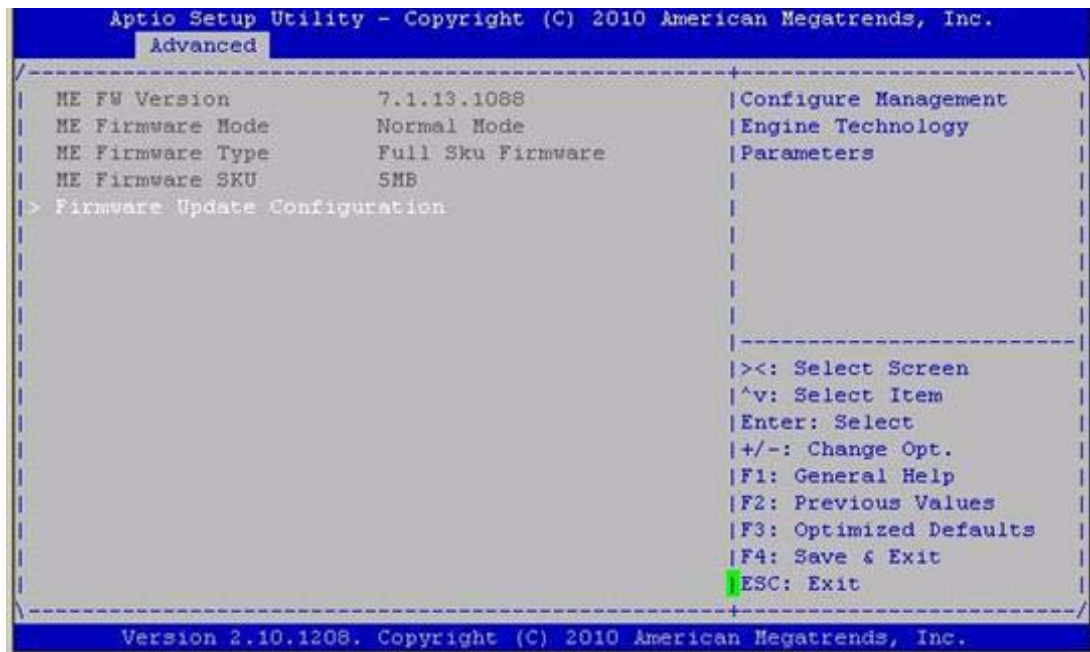 Aptio Setup Utility - Copyright (C) 2010 American Megatrends, Inc.
Advanced
ME FW Version 7.1.13.1088
ME Firmware Mode Normal Mode
ME Firmware Type Full Sku Firmware
ME Firmware SKU 5MB
> Firmware Update Configuration
Configure Management
Engine Technology
Parameters
><: Select Screen
^v: Select Item
Enter: Select
+/-: Change Opt.
F1: General Help
F2: Previous Values
F3: Optimized Defaults
F4: Save & Exit
ESC: Exit
Version 2.10.1208. Copyright (C) 2010 American Megatrends, Inc.